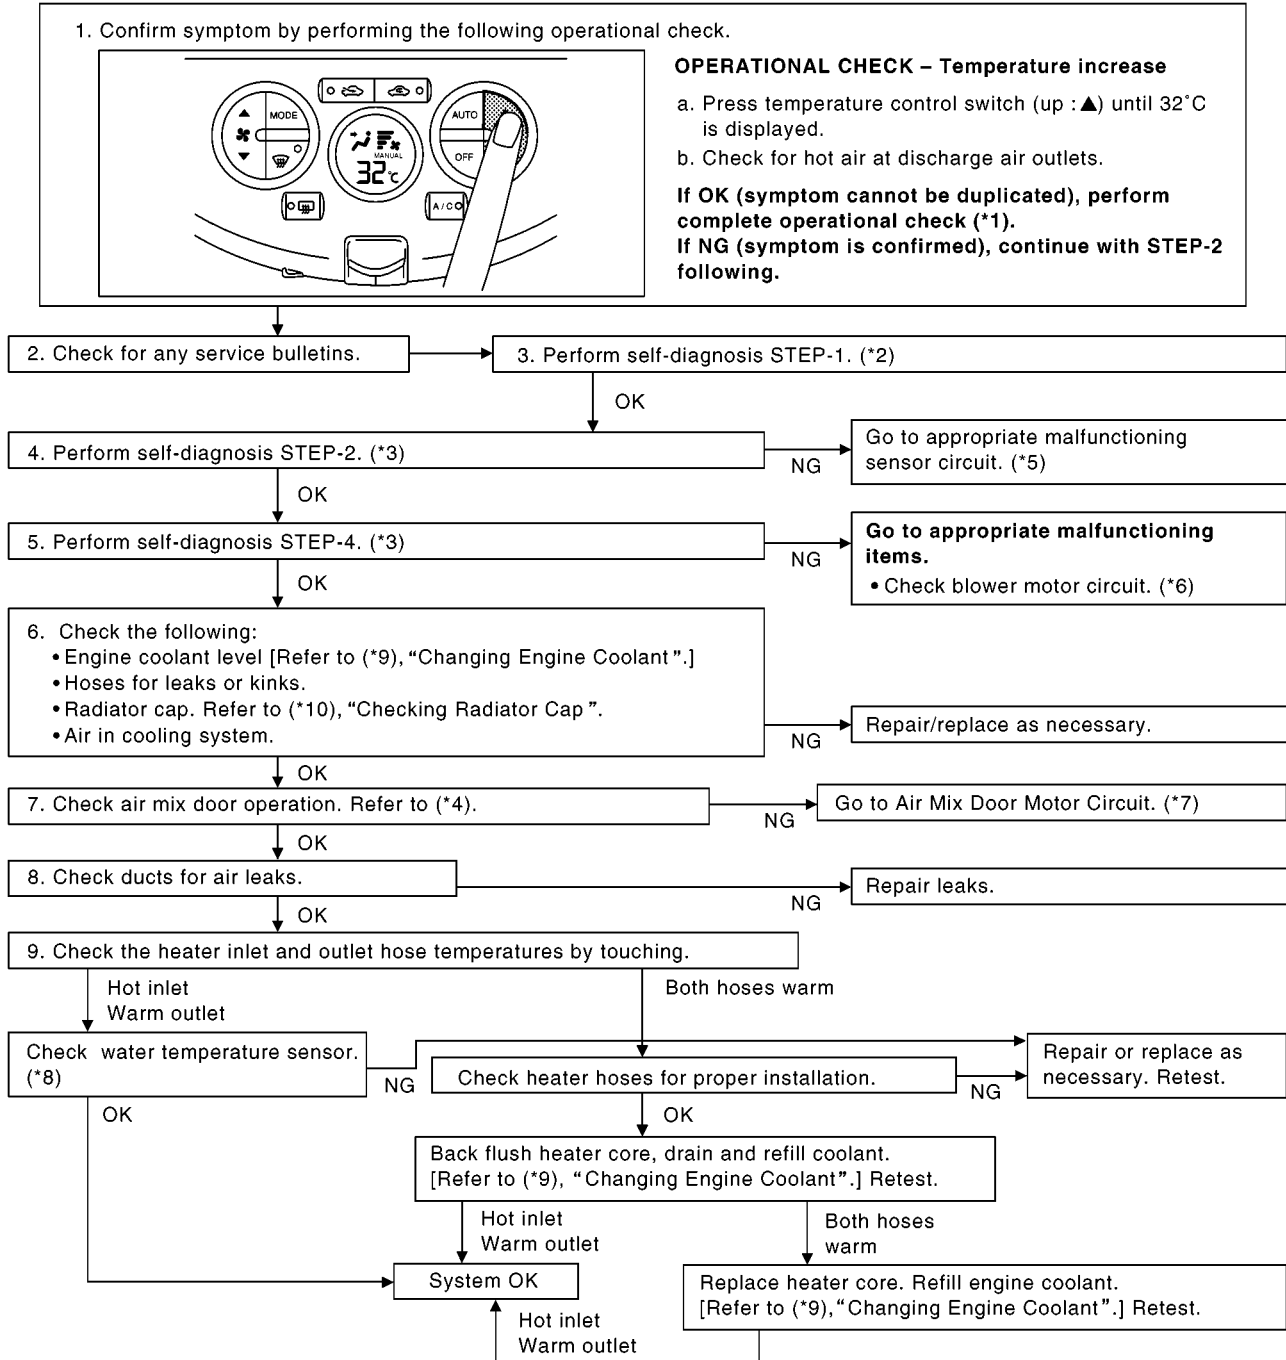 1. Confirm symptom by performing the following operational check.
MODE
AUTO
OFF
MANUAL
32°C
A/C
OPERATIONAL CHECK – Temperature increase
a. Press temperature control switch (up : ▲) until 32°C
is displayed.
b. Check for hot air at discharge air outlets.
If OK (symptom cannot be duplicated), perform
complete operational check (*1).
If NG (symptom is confirmed), continue with STEP-2
following.
2. Check for any service bulletins.
3. Perform self-diagnosis STEP-1. (*2)
OK
4. Perform self-diagnosis STEP-2. (*3)
NG
Go to appropriate malfunctioning
sensor circuit. (*5)
OK
5. Perform self-diagnosis STEP-4. (*3)
NG
Go to appropriate malfunctioning
items.
• Check blower motor circuit. (*6)
OK
6. Check the following:
• Engine coolant level [Refer to (*9), “Changing Engine Coolant”.]
• Hoses for leaks or kinks.
• Radiator cap. Refer to (*10), “Checking Radiator Cap”.
• Air in cooling system.
NG
Repair/replace as necessary.
OK
7. Check air mix door operation. Refer to (*4).
NG
Go to Air Mix Door Motor Circuit. (*7)
OK
8. Check ducts for air leaks.
NG
Repair leaks.
OK
9. Check the heater inlet and outlet hose temperatures by touching.
Hot inlet
Warm outlet
Both hoses warm
Check water temperature sensor.
(*8)
NG
Check heater hoses for proper installation.
NG
Repair or replace as
necessary. Retest.
OK
OK
Back flush heater core, drain and refill coolant.
[Refer to (*9), “Changing Engine Coolant”.] Retest.
Hot inlet
Warm outlet
Both hoses
warm
System OK
Replace heater core. Refill engine coolant.
[Refer to (*9), “Changing Engine Coolant”.] Retest.
Hot inlet
Warm outlet